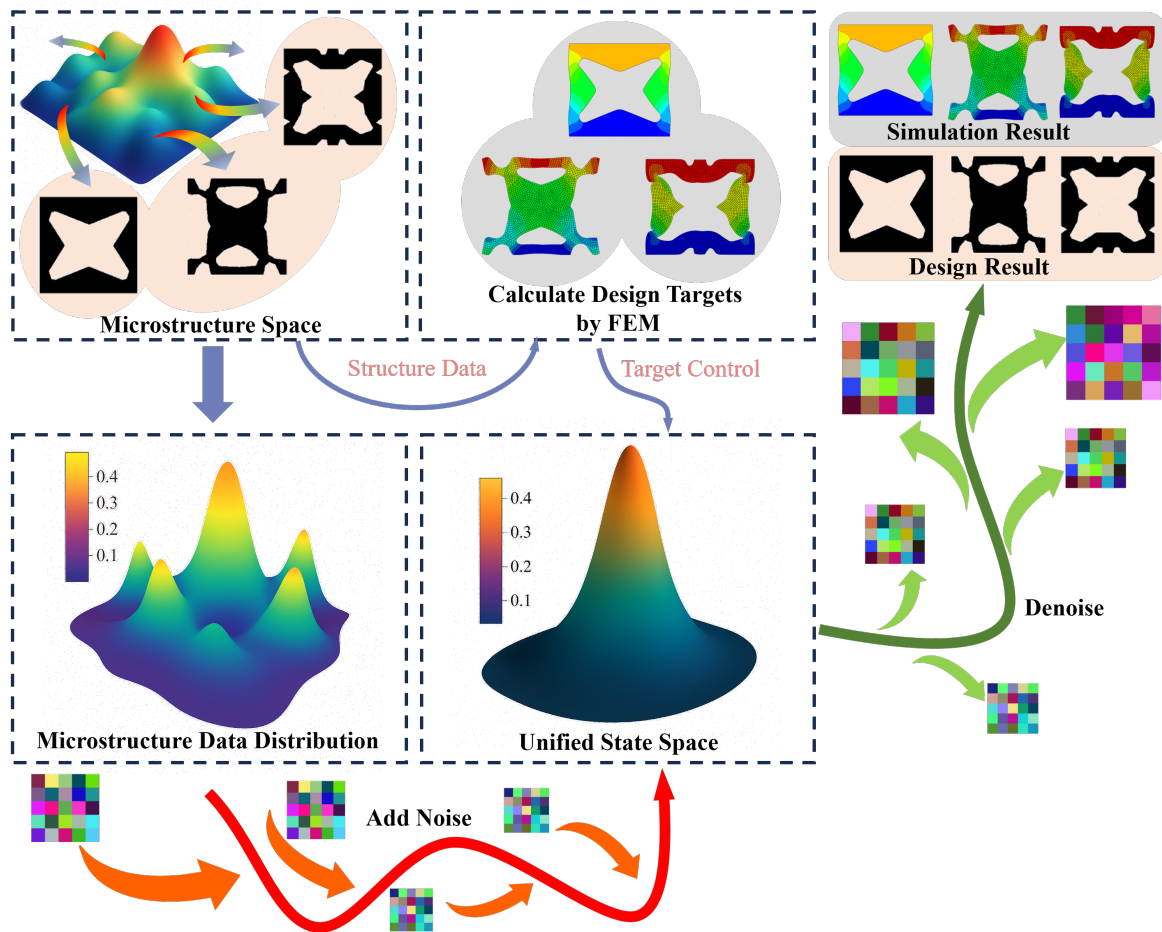 Microstructure Space
Calculate Design Targets
by FEM
Simulation Result
Design Result
Structure Data
Target Control
0.4
0.3
0.2
0.1
Microstructure Data Distribution
0.4
0.3
0.2
0.1
Unified State Space
Denoise
Add Noise